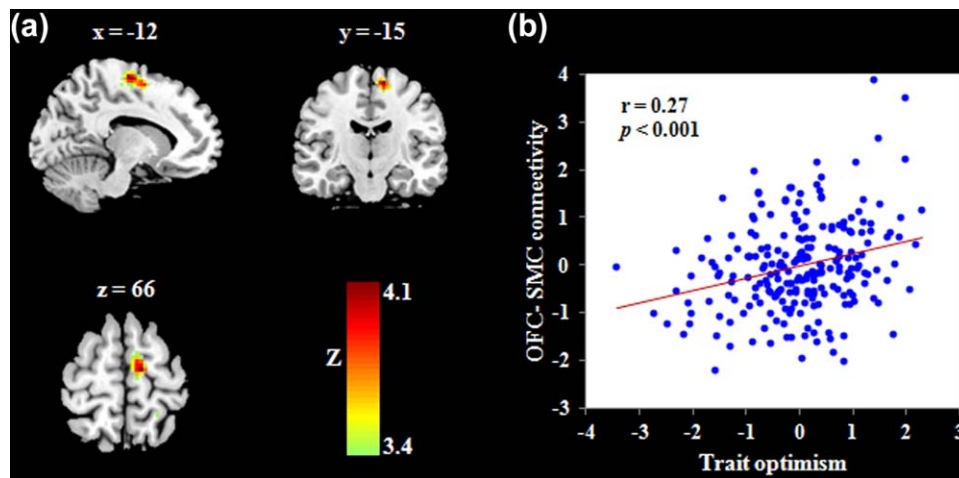 (a)
x = -12
y = -15
z = 66
Z
4.1
3.4
(b)
r = 0.27
p < 0.001
OFC- SMC connectivity
4
3
2
1
0
-1
-2
-3
-4
-3
-2
-1
0
1
2
3
Trait optimism